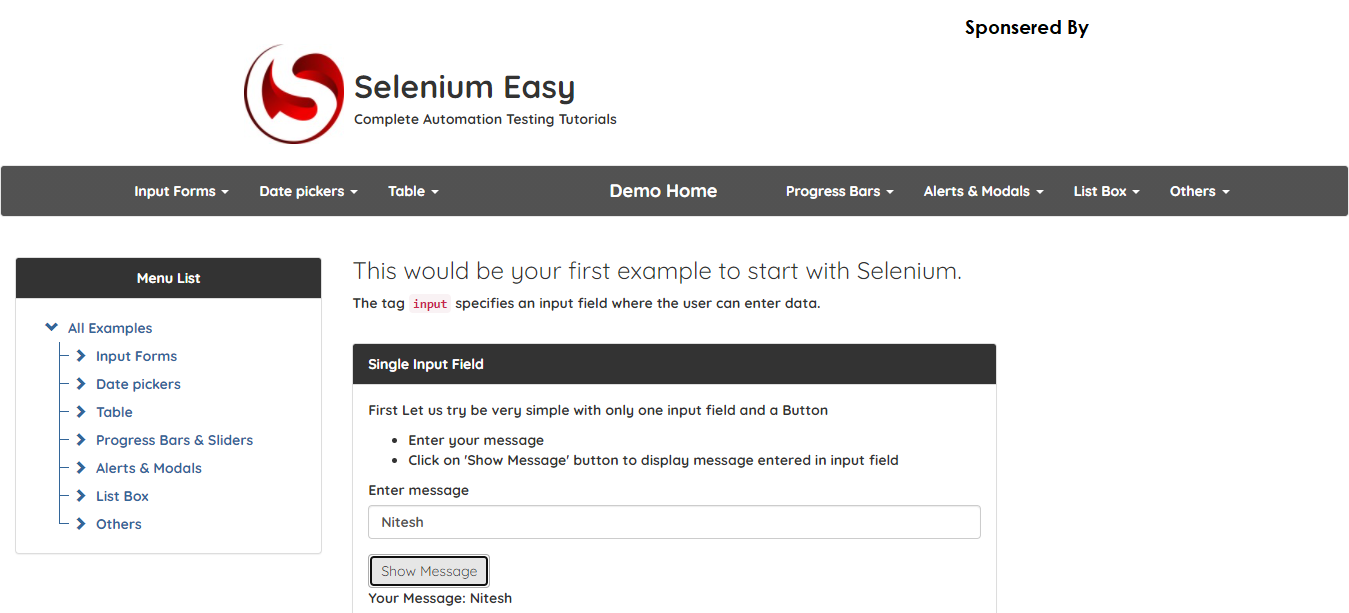 Sponsered By
Selenium Easy
Complete Automation Testing Tutorials
Input Forms Date pickers Table Demo Home Progress Bars Alerts & Modals List Box Others
Menu List
All Examples
Input Forms
Date pickers
Table
Progress Bars & Sliders
Alerts & Modals
List Box
Others
This would be your first example to start with Selenium.
The tag input specifies an input field where the user can enter data.
Single Input Field
First Let us try be very simple with only one input field and a Button
Enter your message
Click on 'Show Message' button to display message entered in input field
Enter message
Nitesh
Show Message
Your Message: Nitesh